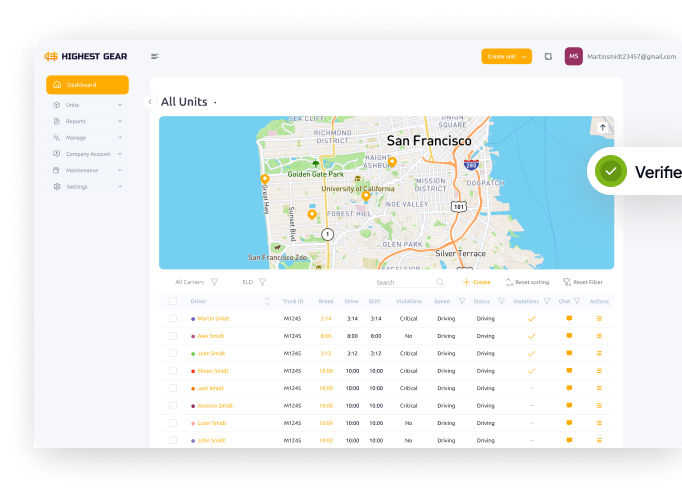 HIGHEST GEAR
Create unit
MS
Martinsmidt23457@gmail.com
Dashboard
Units
Reports
Manage
Company Account
Maintenance
Settings
All Units
SEA CLIFF
UNION SQUARE
RICHMOND DISTRICT
San Francisco
HAIGHT-ASHBURY
280
Golden Gate Park
MISSION DISTRICT
DOGPATCH
University of California
Great Hwy
Sunset Blvd
NOE VALLEY
101
FOREST HILL
1
GLEN PARK
San Francisco Zoo
Silver Terrace
EXCELSIOR
Verifie
All Carriers
ELD
Search
+ Create
Reset sorting
Reset Filter
Driver Truck ID Break Drive Shift Violations Speed Status Violations Chat Actions
Martin Smidt M1245 3:14 3:14 3:14 Critical Driving Driving
Alex Smidt M1245 8:00 8:00 8:00 No Driving Driving
John Smidt M1245 3:12 3:12 3:12 Critical Driving Driving
Steven Smidt M1245 10:00 10:00 10:00 Critical Driving Driving
Jack Smidt M1245 10:00 10:00 10:00 Critical Driving Driving –
Antonio Smidt M1245 10:00 10:00 10:00 Critical Driving Driving –
Luter Smidt M1245 10:00 10:00 10:00 No Driving Driving –
John Smidt M1245 10:00 10:00 10:00 No Driving Driving –